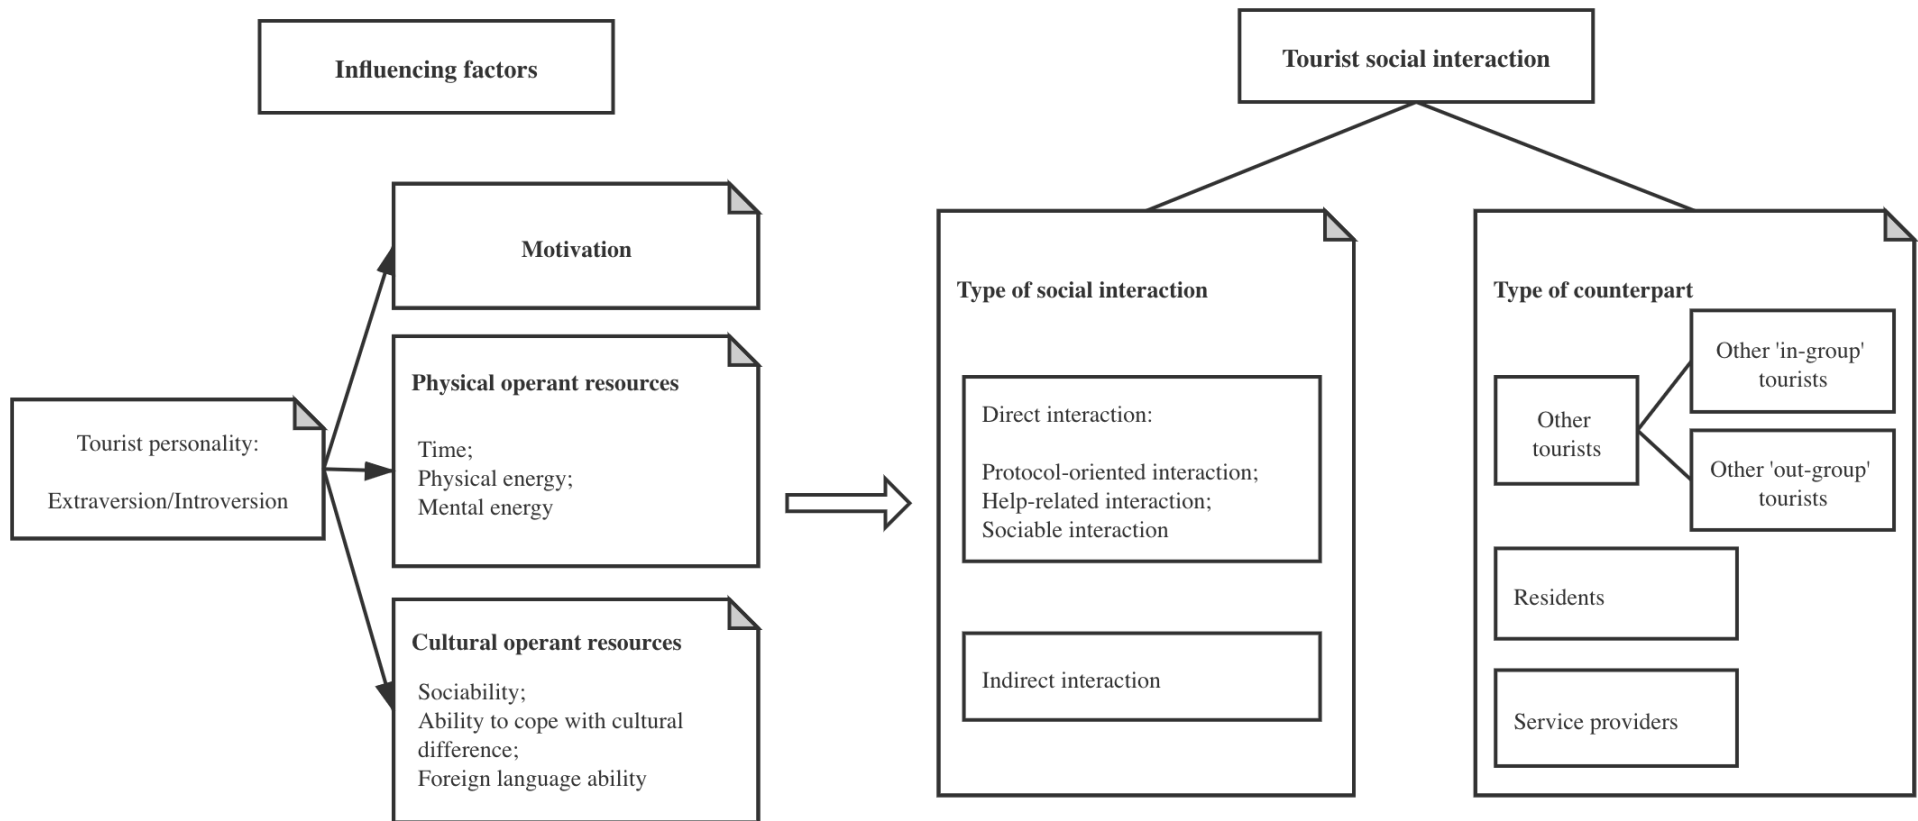 Influencing factors
Tourist social interaction
Tourist personality:
Extraversion/Introversion
Motivation
Physical operant resources
Time;
Physical energy;
Mental energy
Cultural operant resources
Sociability;
Ability to cope with cultural
difference;
Foreign language ability
Type of social interaction
Direct interaction:
Protocol-oriented interaction;
Help-related interaction;
Sociable interaction
Indirect interaction
Type of counterpart
Other
tourists
Other 'in-group'
tourists
Other 'out-group'
tourists
Residents
Service providers